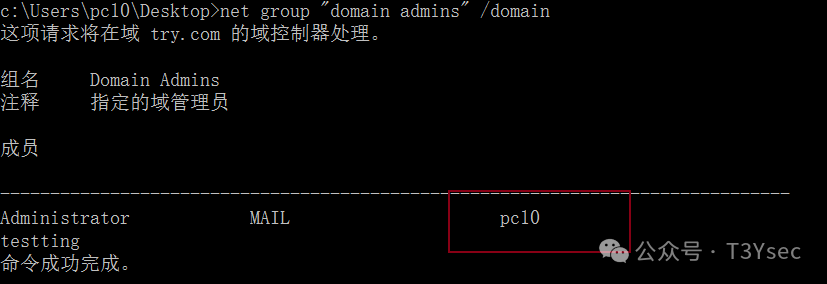 c:\Users\pc10\Desktop>net group "domain admins" /domain
这项请求将在域 try.com 的域控制器处理。
组名     Domain Admins
注释     指定的域管理员
成员
-------------------------------------------------------------------------------
Administrator            MAIL                     pc10
testting
命令成功完成。
公众号 · T3Ysec